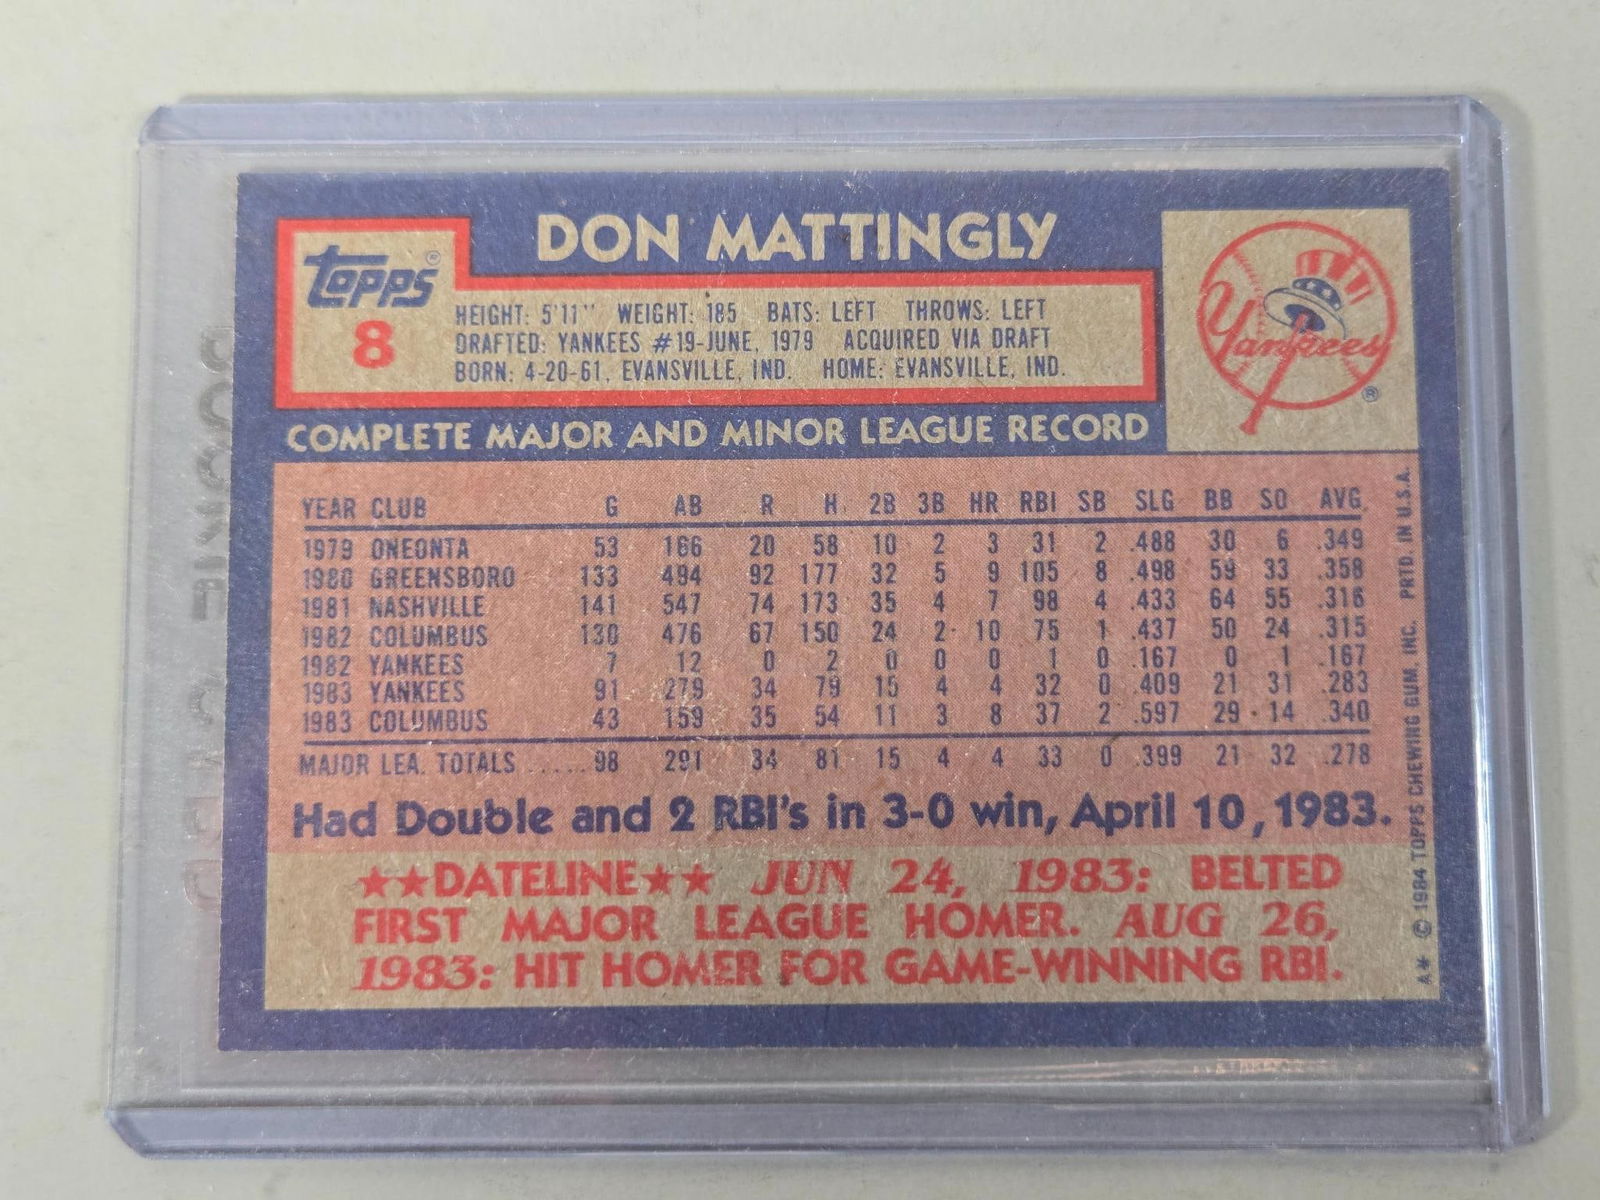 DON MATTINGLY
topps®
8
HEIGHT: 5'11" WEIGHT: 185 BATS: LEFT THROWS: LEFT
DRAFTED: YANKEES #19-JUNE, 1979 ACQUIRED VIA DRAFT
BORN: 4-20-61, EVANSVILLE, IND. HOME: EVANSVILLE, IND.
Yankees
®
COMPLETE MAJOR AND MINOR LEAGUE RECORD
YEAR CLUB G AB R H 2B 3B HR RBI SB SLG BB SO AVG.
1979 ONEONTA 53 166 20 58 10 2 3 31 2 .488 30 6 .349
1980 GREENSBORO 133 494 92 177 32 5 9 105 8 .498 59 33 .358
1981 NASHVILLE 141 547 74 173 35 4 7 98 4 .433 64 55 .316
1982 COLUMBUS 130 476 67 150 24 2 10 75 1 .437 50 24 .315
1982 YANKEES 7 12 0 2 0 0 0 1 0 .167 0 1 .167
1983 YANKEES 91 279 34 79 15 4 4 32 0 .409 21 31 .283
1983 COLUMBUS 43 159 35 54 11 3 8 37 2 .597 29 14 .340
MAJOR LEA. TOTALS ......98 291 34 81 15 4 4 33 0 .399 21 32 .278
Had Double and 2 RBI's in 3-0 win, April 10, 1983.
★★DATELINE★★ JUN 24, 1983: BELTED
FIRST MAJOR LEAGUE HOMER. AUG 26,
1983: HIT HOMER FOR GAME-WINNING RBI.
A* © 1984 TOPPS CHEWING GUM, INC. PRTD. IN U.S.A.